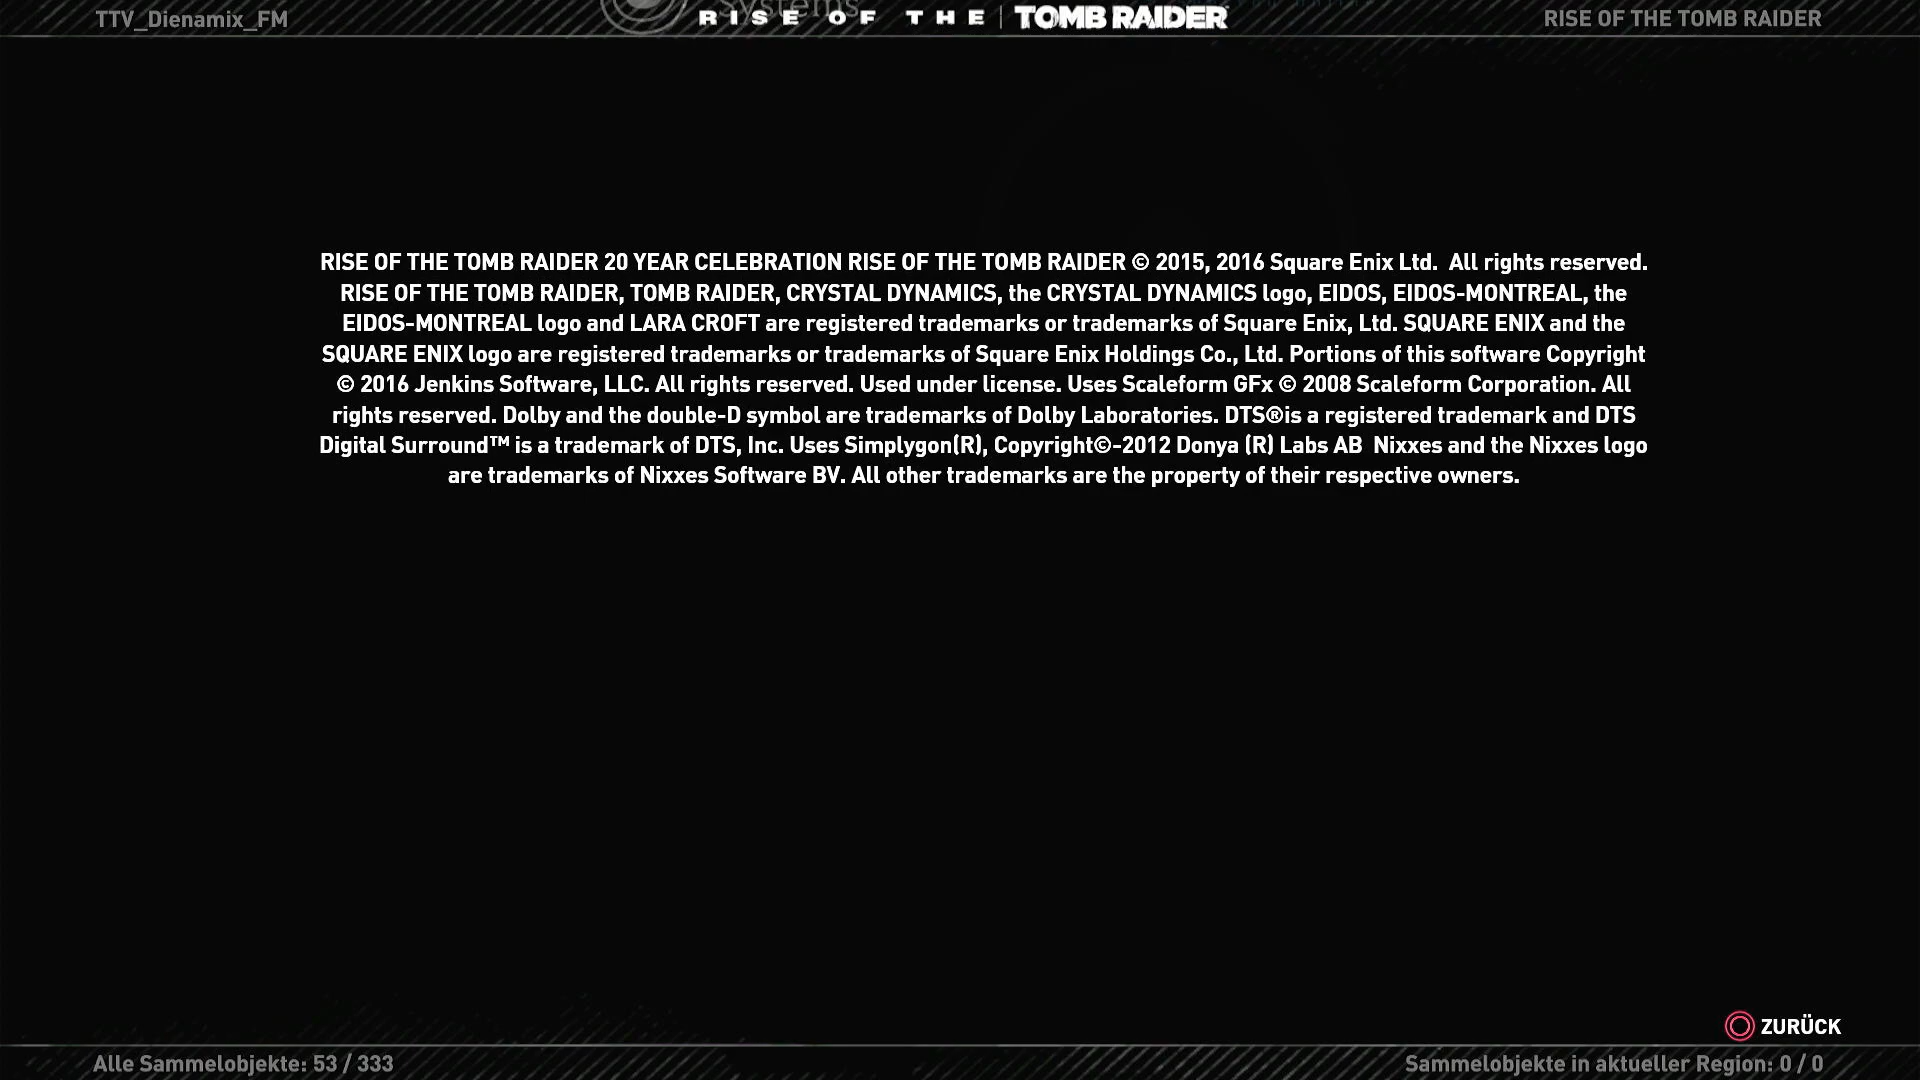 TTV_Dienamix_FM
Systems
RISE OF THE TOMB RAIDER
RISE OF THE TOMB RAIDER
RISE OF THE TOMB RAIDER 20 YEAR CELEBRATION RISE OF THE TOMB RAIDER © 2015, 2016 Square Enix Ltd.  All rights reserved.
RISE OF THE TOMB RAIDER, TOMB RAIDER, CRYSTAL DYNAMICS, the CRYSTAL DYNAMICS logo, EIDOS, EIDOS-MONTREAL, the
EIDOS-MONTREAL logo and LARA CROFT are registered trademarks or trademarks of Square Enix, Ltd. SQUARE ENIX and the
SQUARE ENIX logo are registered trademarks or trademarks of Square Enix Holdings Co., Ltd. Portions of this software Copyright
© 2016 Jenkins Software, LLC. All rights reserved. Used under license. Uses Scaleform GFx © 2008 Scaleform Corporation. All
rights reserved. Dolby and the double-D symbol are trademarks of Dolby Laboratories. DTS®is a registered trademark and DTS
Digital Surround™ is a trademark of DTS, Inc. Uses Simplygon(R), Copyright©-2012 Donya (R) Labs AB  Nixxes and the Nixxes logo
are trademarks of Nixxes Software BV. All other trademarks are the property of their respective owners.
ZURÜCK
Alle Sammelobjekte: 53 / 333
Sammelobjekte in aktueller Region: 0 / 0